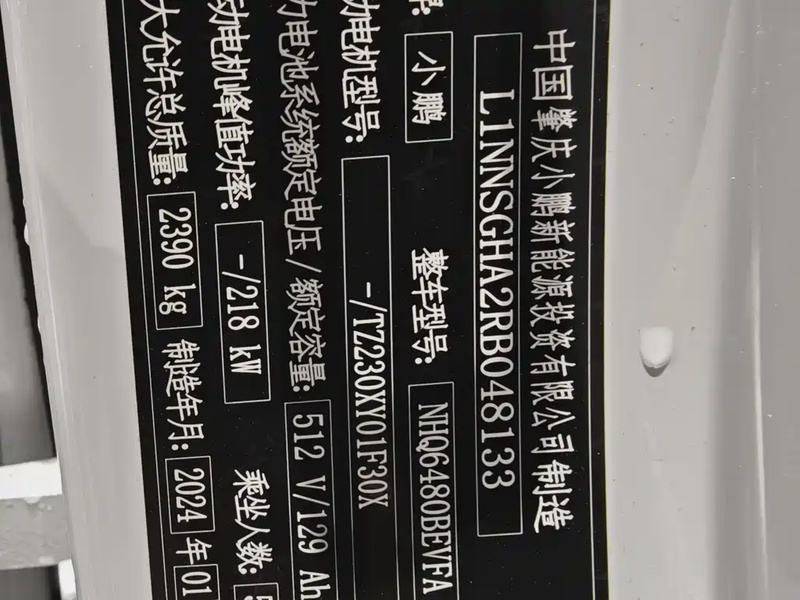 中国肇庆小鹏新能源投资有限公司 制造
L1NNSGHA2RB048133
小鹏 整车型号: NHQ6480BEVFA
动电机型号: -/TZ230XY01F30X
力电池系统额定电压/额定容量: 512 V/129 Ah
动电机峰值功率: -/218 kW 乘坐人数: 5
大允许总质量: 2390 kg 制造年月: 2024 年 01